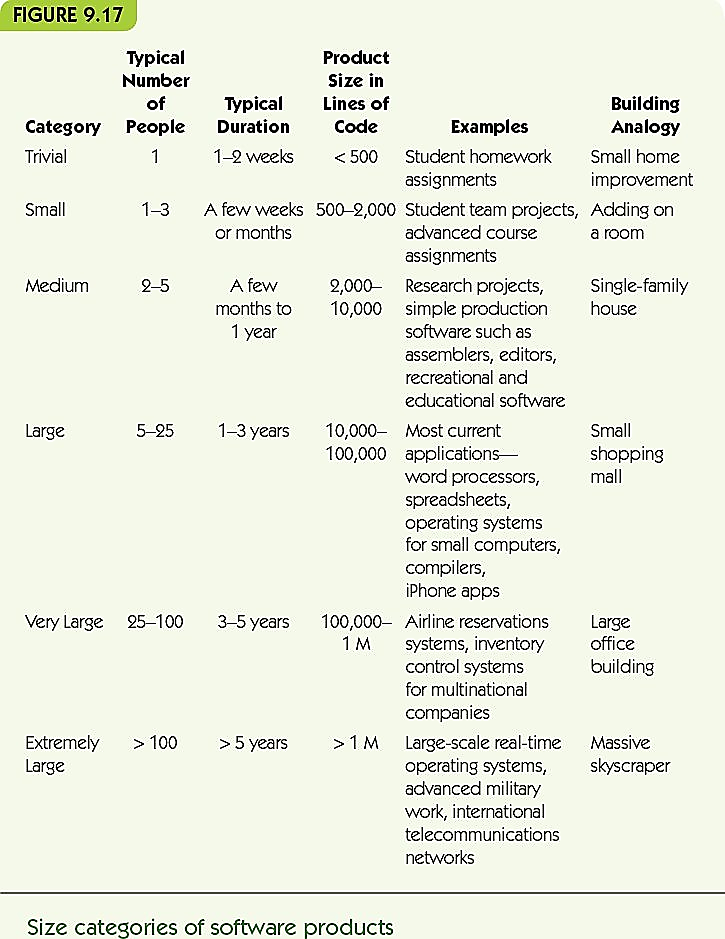 FIGURE 9.17
Category Typical Number of People Typical Duration Product Size in Lines of Code Examples Building Analogy
Trivial 1 1–2 weeks < 500 Student homework assignments Small home improvement
Small 1–3 A few weeks or months 500–2,000 Student team projects, advanced course assignments Adding on a room
Medium 2–5 A few months to 1 year 2,000–10,000 Research projects, simple production software such as assemblers, editors, recreational and educational software Single-family house
Large 5–25 1–3 years 10,000–100,000 Most current applications—word processors, spreadsheets, operating systems for small computers, compilers, iPhone apps Small shopping mall
Very Large 25–100 3–5 years 100,000–1 M Airline reservations systems, inventory control systems for multinational companies Large office building
Extremely Large > 100 > 5 years > 1 M Large-scale real-time operating systems, advanced military work, international telecommunications networks Massive skyscraper
Size categories of software products